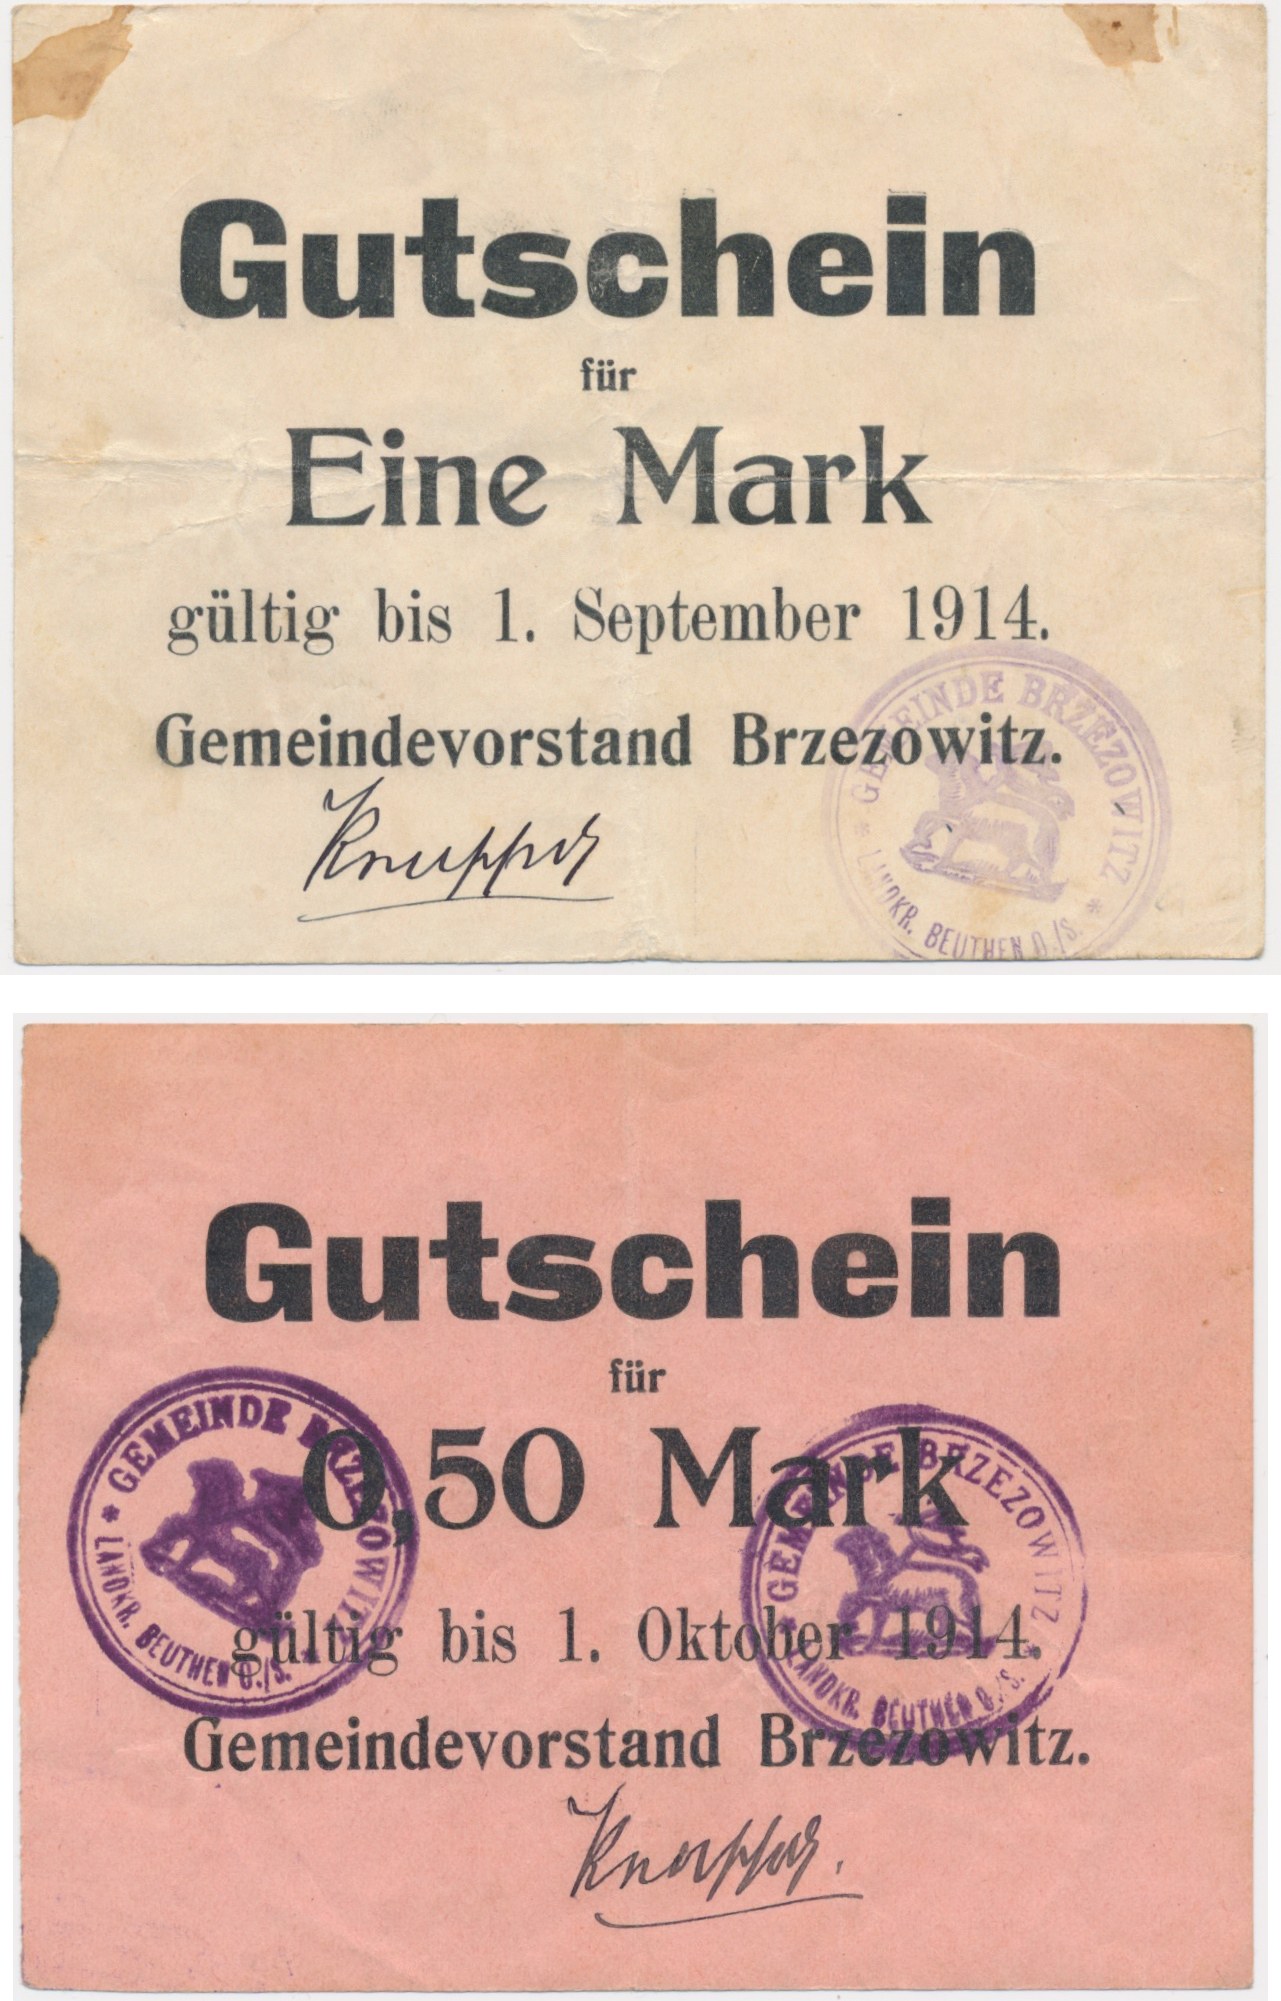 Gutschein
für
Eine Mark
gültig bis 1. September 1914.
Gemeindevorstand Brzezowitz.
GEMEINDE BRZEZOWITZ
* LANDKR. BEUTHEN O./S. *
Gutschein
für
0,50 Mark
gültig bis 1. Oktober 1914.
Gemeindevorstand Brzezowitz.
GEMEINDE BRZEZOWITZ
* LANDKR. BEUTHEN O./S.
GEMEINDE BRZEZOWITZ
* LANDKR. BEUTHEN O./S.